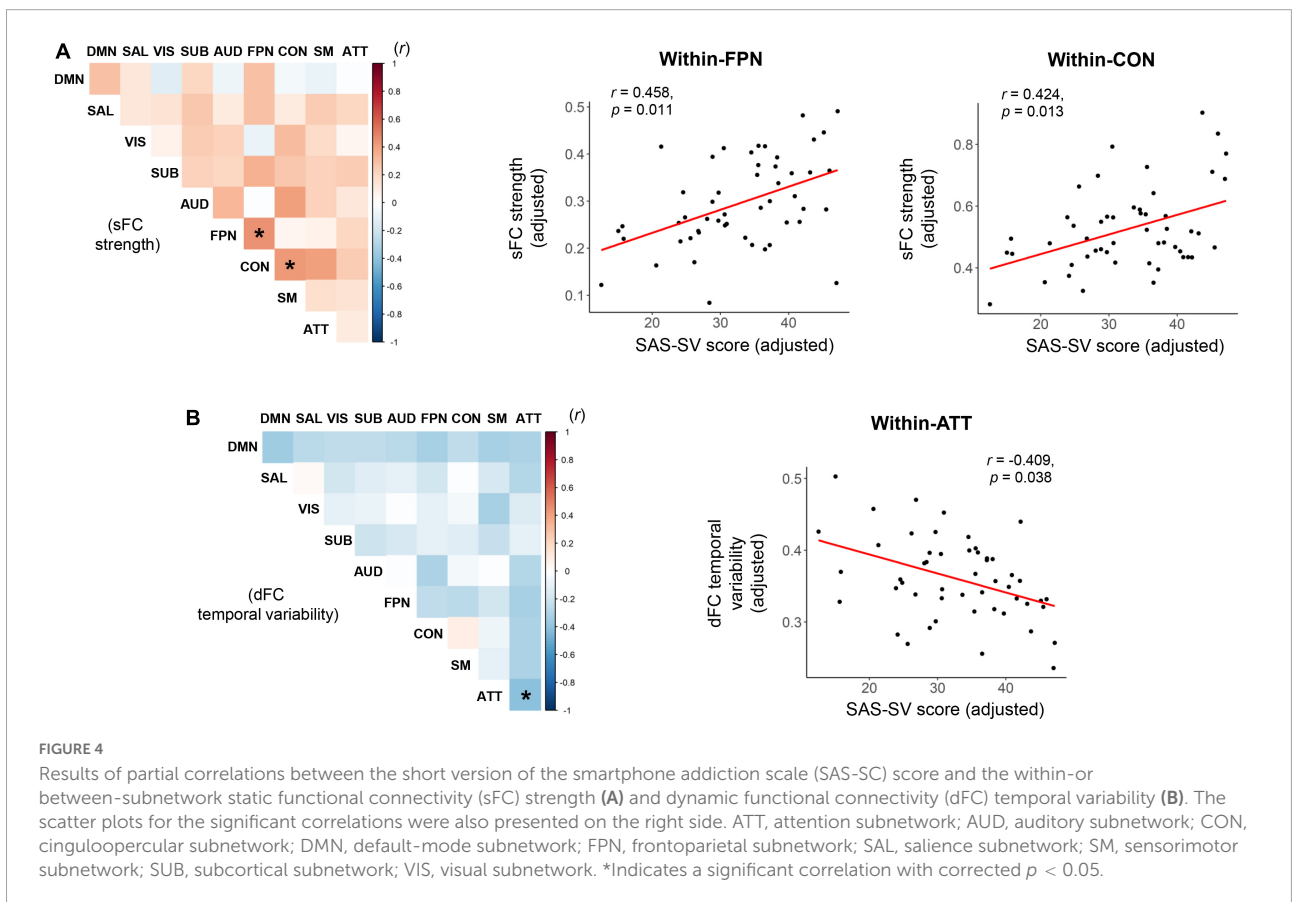 A
DMN SAL VIS SUB AUD FPN CON SM ATT (r)
DMN
SAL
VIS
SUB
AUD
FPN
CON
SM
ATT
(sFC
strength)
*
*
1
0.8
0.6
0.4
0.2
0
-0.2
-0.4
-0.6
-0.8
-1
Within-FPN
r = 0.458,
p = 0.011
0.5
0.4
0.3
0.2
0.1
sFC strength
(adjusted)
20 30 40
SAS-SV score (adjusted)
Within-CON
r = 0.424,
p = 0.013
0.8
0.6
0.4
sFC strength
(adjusted)
20 30 40
SAS-SV score (adjusted)
B
DMN SAL VIS SUB AUD FPN CON SM ATT (r)
DMN
SAL
VIS
SUB
AUD
FPN
CON
SM
ATT
(dFC
temporal variability)
*
1
0.8
0.6
0.4
0.2
0
-0.2
-0.4
-0.6
-0.8
-1
Within-ATT
r = -0.409,
p = 0.038
0.5
0.4
0.3
dFC temporal
variability
(adjusted)
20 30 40
SAS-SV score (adjusted)
FIGURE 4
Results of partial correlations between the short version of the smartphone addiction scale (SAS-SC) score and the within-or
between-subnetwork static functional connectivity (sFC) strength (A) and dynamic functional connectivity (dFC) temporal variability (B). The
scatter plots for the significant correlations were also presented on the right side. ATT, attention subnetwork; AUD, auditory subnetwork; CON,
cinguloopercular subnetwork; DMN, default-mode subnetwork; FPN, frontoparietal subnetwork; SAL, salience subnetwork; SM, sensorimotor
subnetwork; SUB, subcortical subnetwork; VIS, visual subnetwork. *Indicates a significant correlation with corrected p < 0.05.